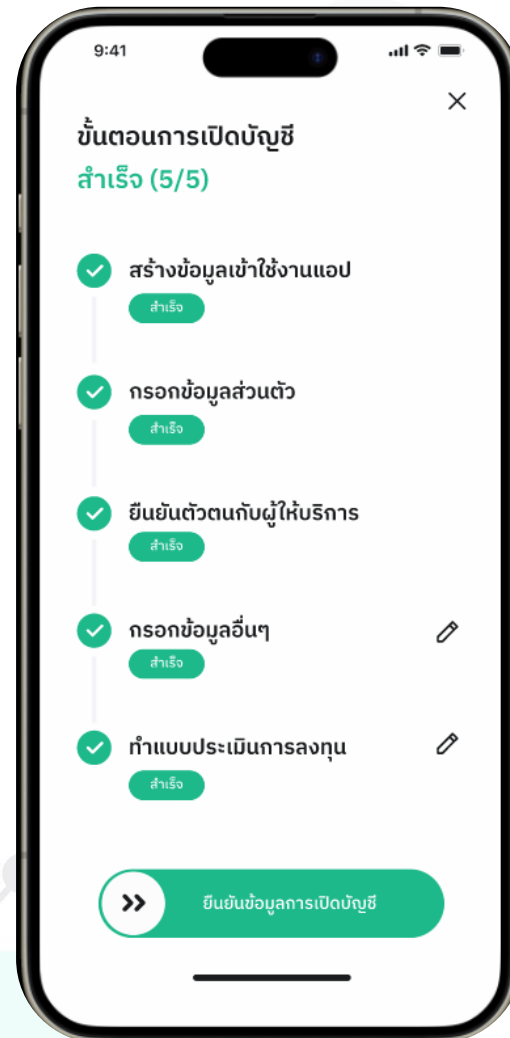 9:41
ขั้นตอนการเปิดบัญชี
สำเร็จ (5/5)
สร้างข้อมูลเข้าใช้งานแอป
สำเร็จ
กรอกข้อมูลส่วนตัว
สำเร็จ
ยืนยันตัวตนกับผู้ให้บริการ
สำเร็จ
กรอกข้อมูลอื่นๆ
สำเร็จ
ทำแบบประเมินการลงทุน
สำเร็จ
ยืนยันข้อมูลการเปิดบัญชี